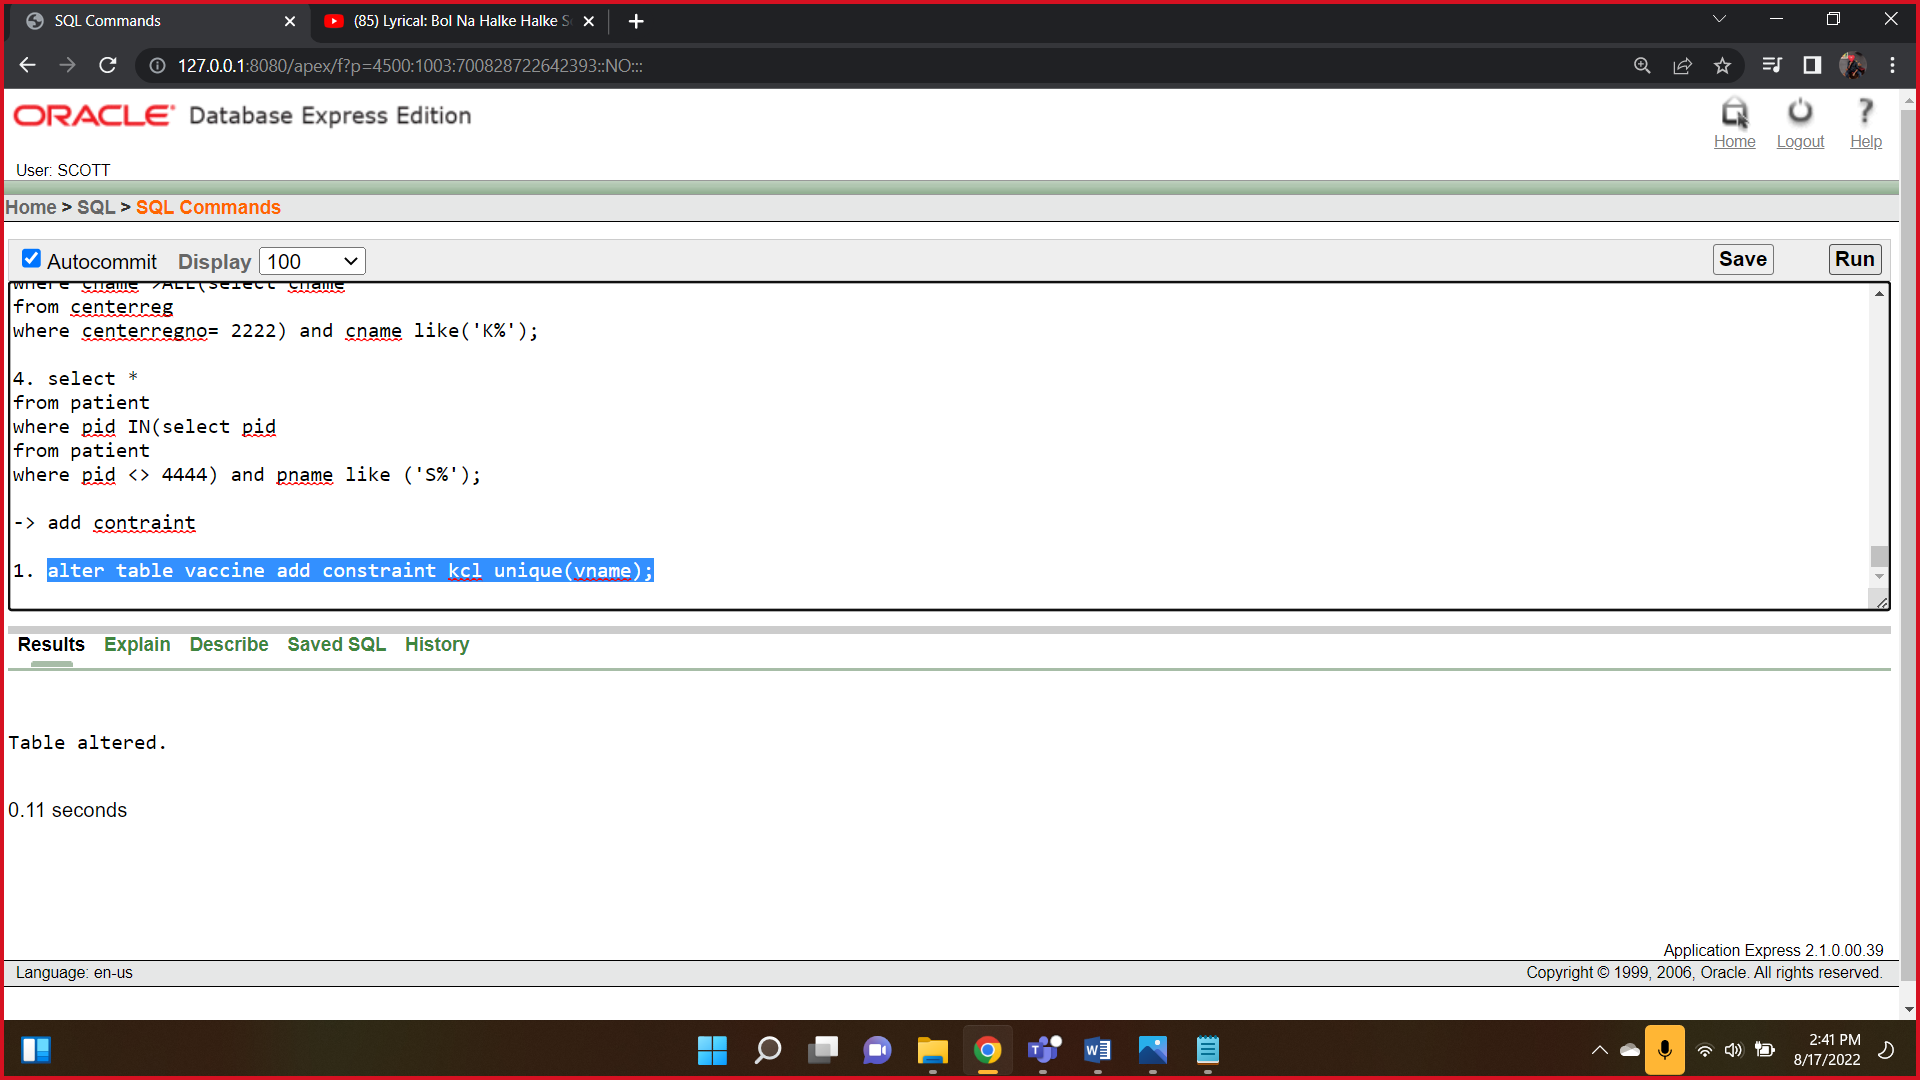 SQL Commands
(85) Lyrical: Bol Na Halke Halke S
127.0.0.1:8080/apex/f?p=4500:1003:700828722642393::NO:::
ORACLE Database Express Edition
Home Logout Help
User: SCOTT
Home > SQL > SQL Commands
Autocommit Display 100 Save Run
where cname >ALL(select cname
from centerreg
where centerregno= 2222) and cname like('K%');
4. select *
from patient
where pid IN(select pid
from patient
where pid <> 4444) and pname like ('S%');
-> add contraint
1. alter table vaccine add constraint kcl unique(vname);
Results Explain Describe Saved SQL History
Table altered.
0.11 seconds
Application Express 2.1.0.00.39
Language: en-us Copyright © 1999, 2006, Oracle. All rights reserved.
2:41 PM
8/17/2022